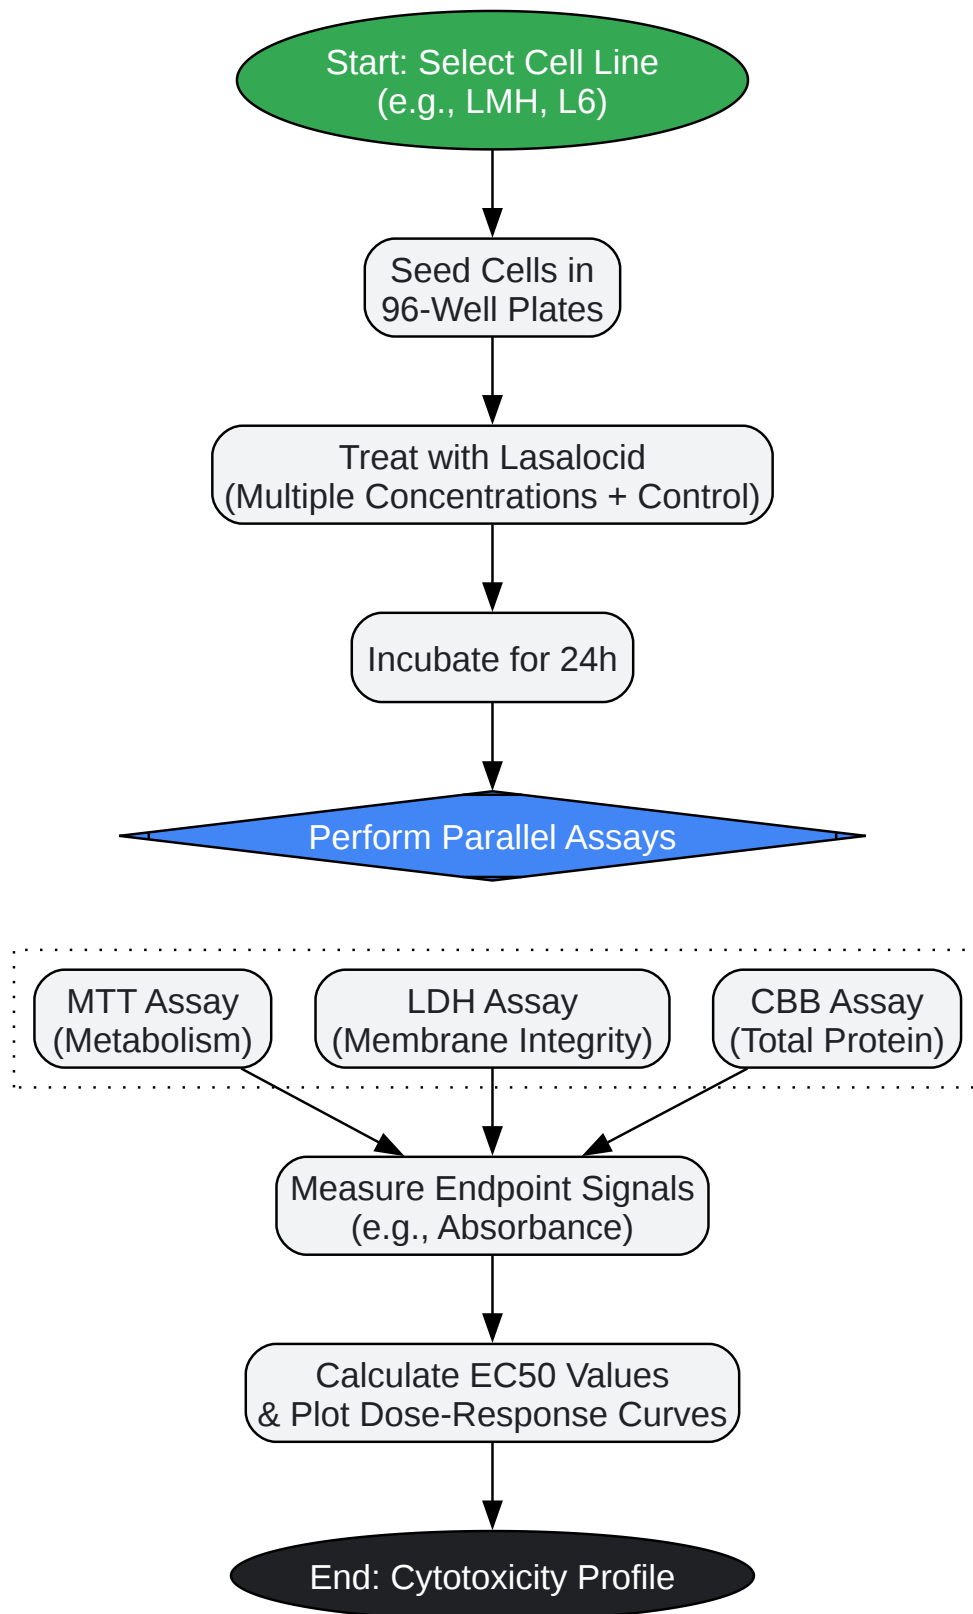 Start: Select Cell Line
(e.g., LMH, L6)
Seed Cells in
96-Well Plates
Treat with Lasalocid
(Multiple Concentrations + Control)
Incubate for 24h
Perform Parallel Assays
MTT Assay
(Metabolism)
LDH Assay
(Membrane Integrity)
CBB Assay
(Total Protein)
Measure Endpoint Signals
(e.g., Absorbance)
Calculate EC50 Values
& Plot Dose-Response Curves
End: Cytotoxicity Profile